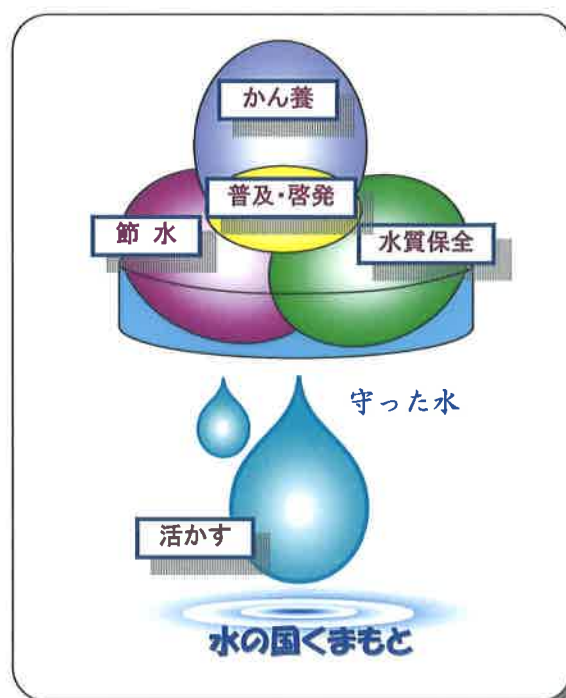 かん養
普及・啓発
節 水
水質保全
守った水
活かす
水の国くまもと